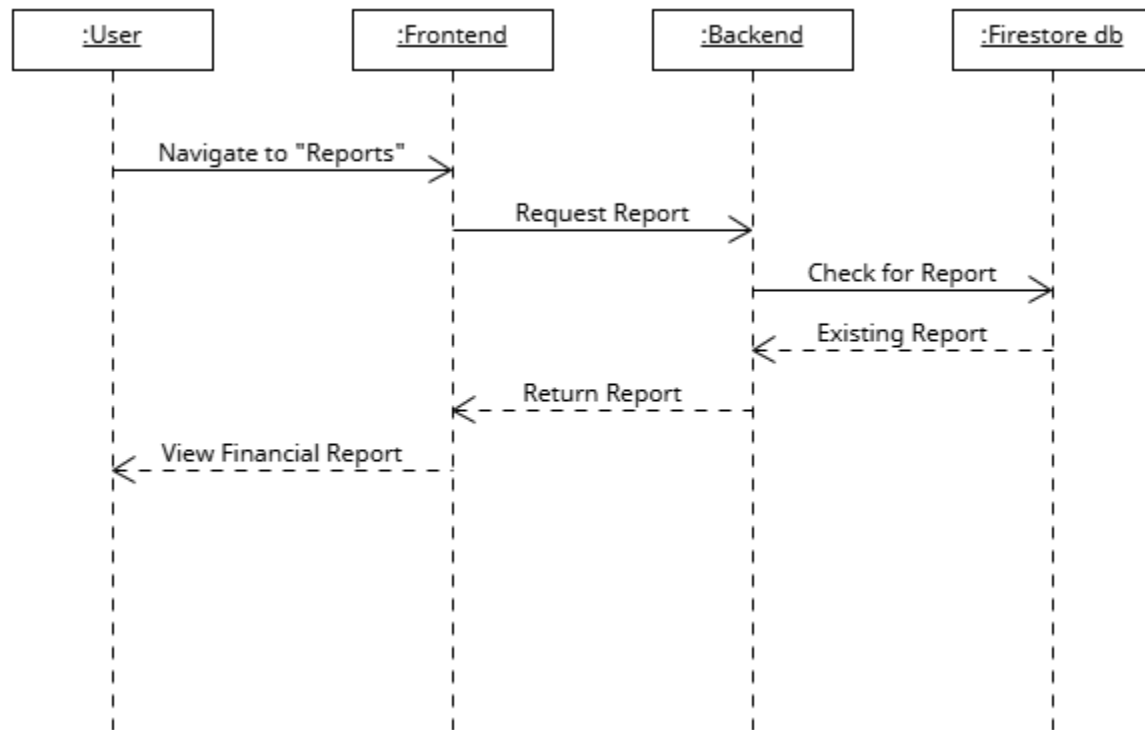 :User
:Frontend
:Backend
:Firestore db
Navigate to "Reports"
Request Report
Check for Report
Existing Report
Return Report
View Financial Report